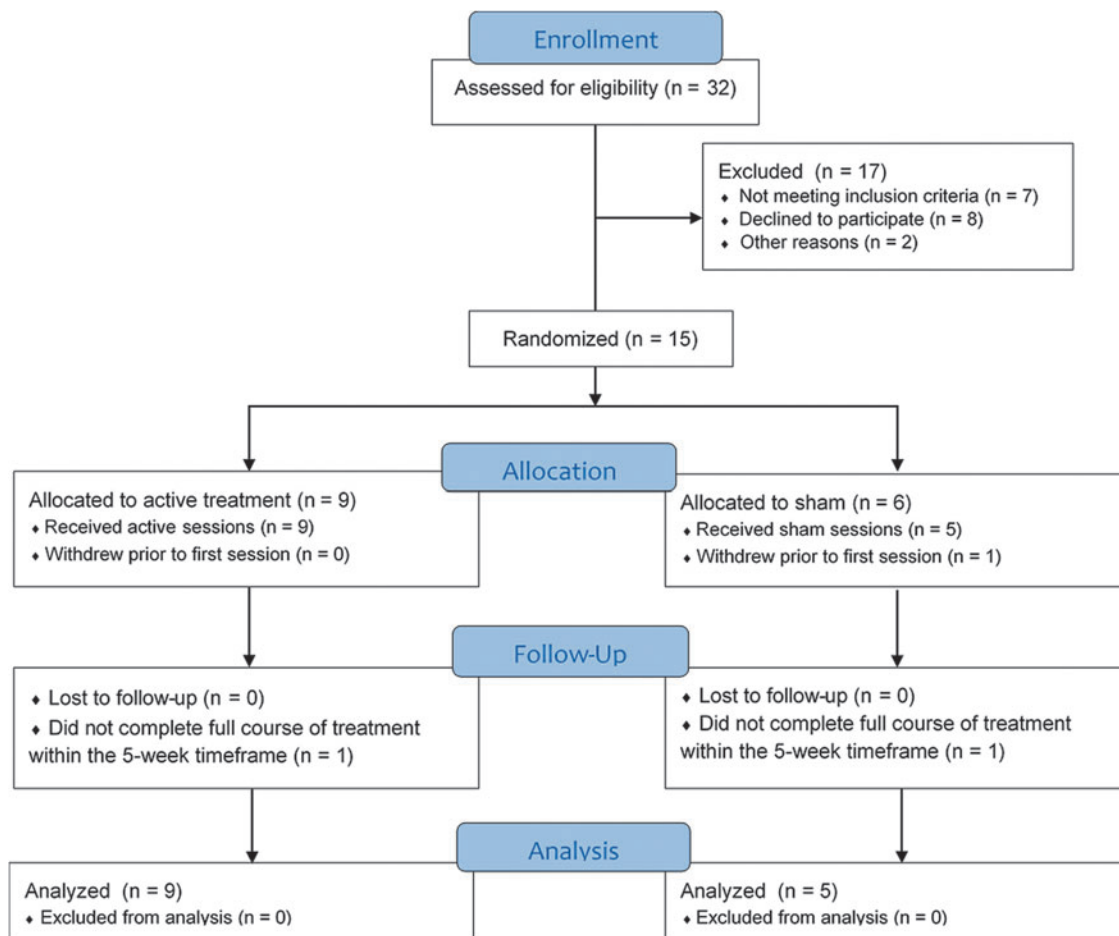 Enrollment
Assessed for eligibility (n = 32)
Excluded (n = 17)
♦ Not meeting inclusion criteria (n = 7)
♦ Declined to participate (n = 8)
♦ Other reasons (n = 2)
Randomized (n = 15)
Allocation
Allocated to active treatment (n = 9)
♦ Received active sessions (n = 9)
♦ Withdrew prior to first session (n = 0)
Allocated to sham (n = 6)
♦ Received sham sessions (n = 5)
♦ Withdrew prior to first session (n = 1)
Follow-Up
♦ Lost to follow-up (n = 0)
♦ Did not complete full course of treatment
within the 5-week timeframe (n = 1)
♦ Lost to follow-up (n = 0)
♦ Did not complete full course of treatment
within the 5-week timeframe (n = 1)
Analysis
Analyzed (n = 9)
♦ Excluded from analysis (n = 0)
Analyzed (n = 5)
♦ Excluded from analysis (n = 0)